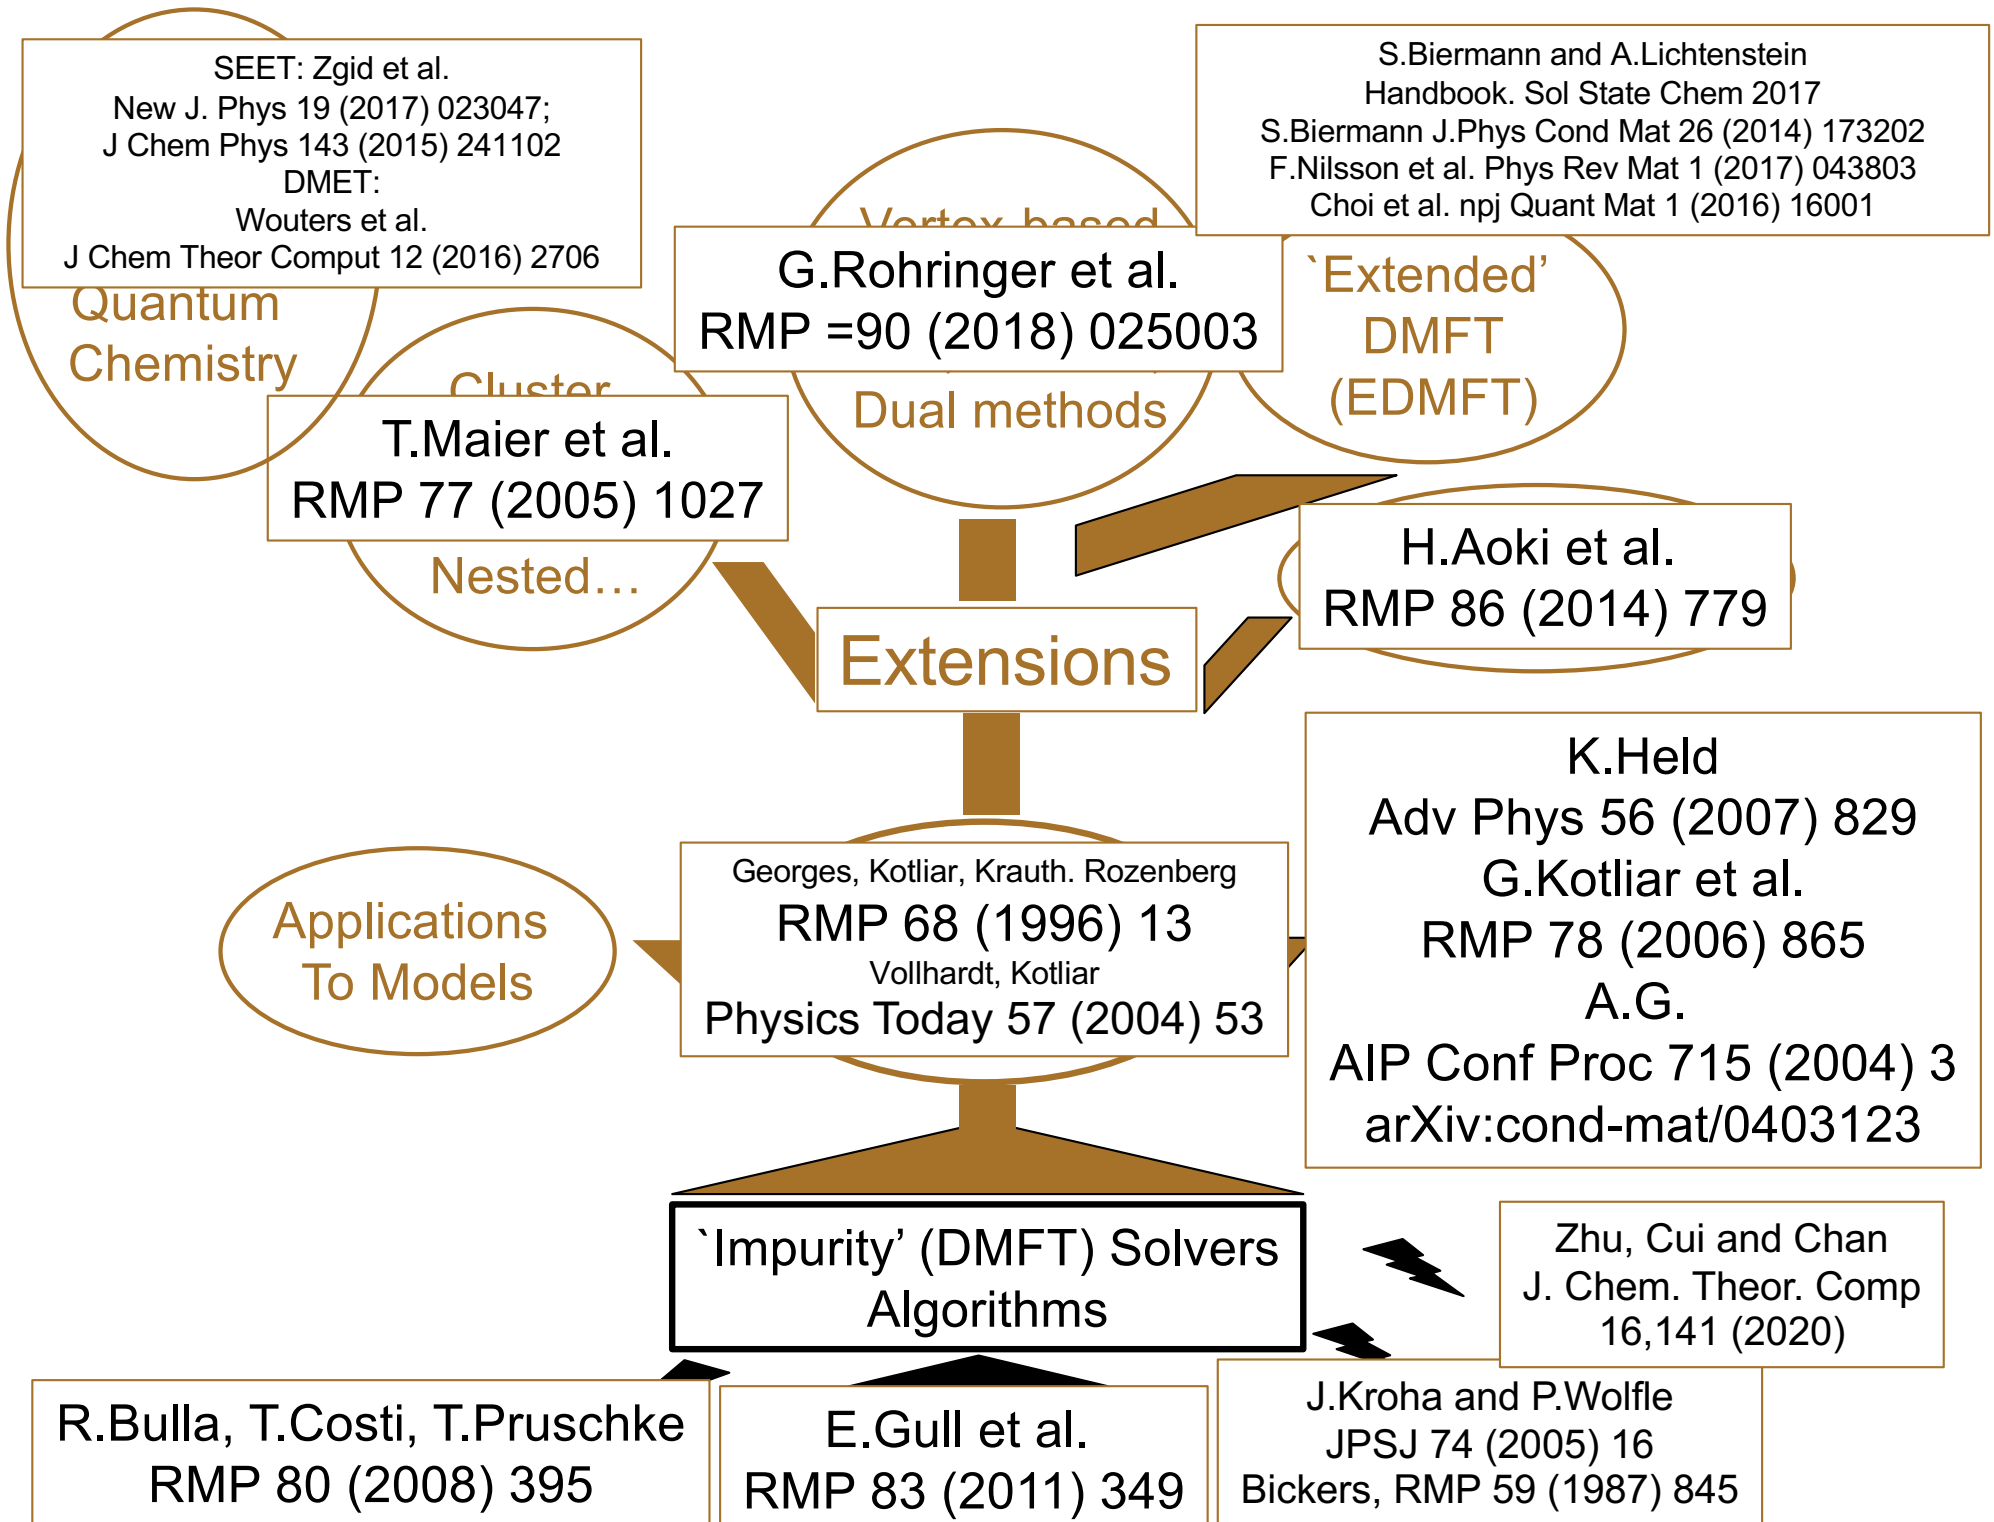 SEET: Zgid et al.
New J. Phys 19 (2017) 023047;
J Chem Phys 143 (2015) 241102
DMET:
Wouters et al.
J Chem Theor Comput 12 (2016) 2706
Quantum
Chemistry
S.Biermann and A.Lichtenstein
Handbook. Sol State Chem 2017
S.Biermann J.Phys Cond Mat 26 (2014) 173202
F.Nilsson et al. Phys Rev Mat 1 (2017) 043803
Choi et al. npj Quant Mat 1 (2016) 16001
`Extended’
DMFT
(EDMFT)
Vertex-based
G.Rohringer et al.
RMP =90 (2018) 025003
Dual methods
Cluster
T.Maier et al.
RMP 77 (2005) 1027
Nested…
H.Aoki et al.
RMP 86 (2014) 779
Extensions
K.Held
Adv Phys 56 (2007) 829
G.Kotliar et al.
RMP 78 (2006) 865
A.G.
AIP Conf Proc 715 (2004) 3
arXiv:cond-mat/0403123
Applications
To Models
Georges, Kotliar, Krauth. Rozenberg
RMP 68 (1996) 13
Vollhardt, Kotliar
Physics Today 57 (2004) 53
`Impurity’ (DMFT) Solvers
Algorithms
Zhu, Cui and Chan
J. Chem. Theor. Comp
16,141 (2020)
R.Bulla, T.Costi, T.Pruschke
RMP 80 (2008) 395
E.Gull et al.
RMP 83 (2011) 349
J.Kroha and P.Wolfle
JPSJ 74 (2005) 16
Bickers, RMP 59 (1987) 845